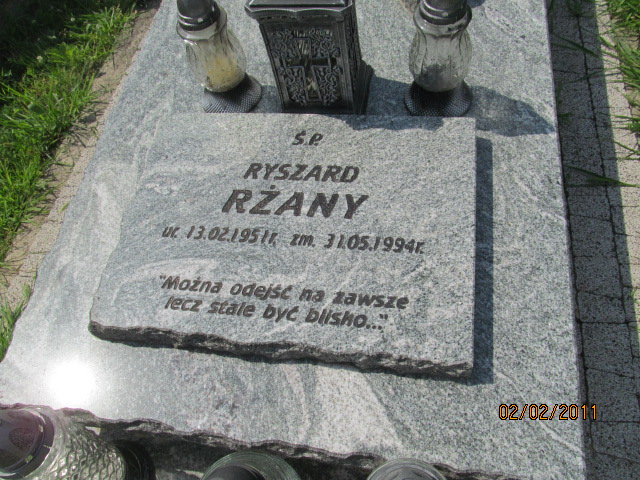 Ś.P.
RYSZARD
RŻANY
ur. 13.02.1951r. zm. 31.05.1994r.
"Można odejść na zawsze
lecz stale być blisko..."
02/02/2011